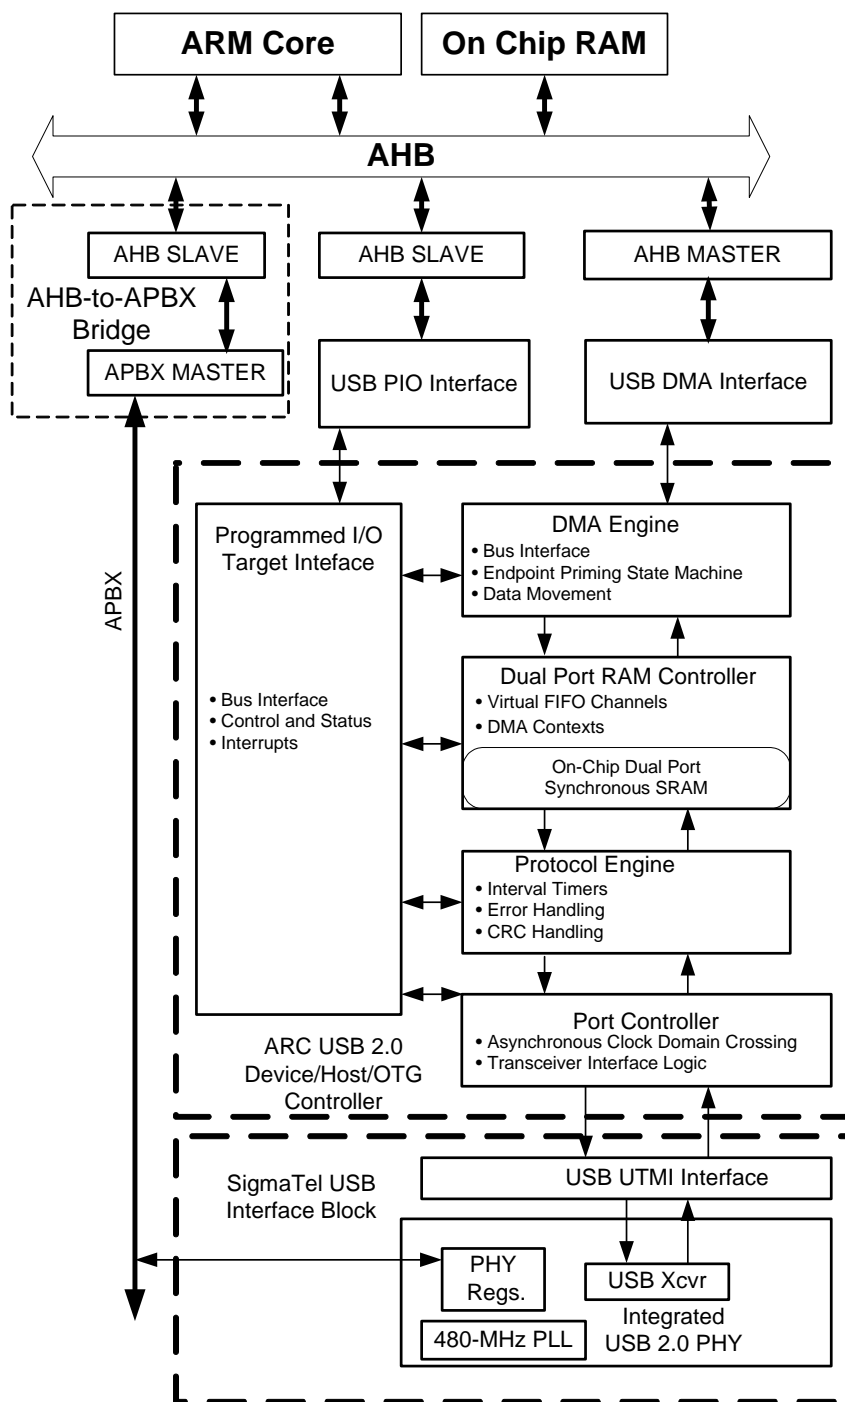 ARM Core
On Chip RAM
AHB
AHB SLAVE
AHB SLAVE
AHB MASTER
AHB-to-APBX
Bridge
APBX MASTER
USB PIO Interface
USB DMA Interface
APBX
Programmed I/O
Target Inteface
• Bus Interface
• Control and Status
• Interrupts
DMA Engine
• Bus Interface
• Endpoint Priming State Machine
• Data Movement
Dual Port RAM Controller
• Virtual FIFO Channels
• DMA Contexts
On-Chip Dual Port
Synchronous SRAM
Protocol Engine
• Interval Timers
• Error Handling
• CRC Handling
Port Controller
• Asynchronous Clock Domain Crossing
• Transceiver Interface Logic
ARC USB 2.0
Device/Host/OTG
Controller
SigmaTel USB
Interface Block
USB UTMI Interface
PHY
Regs.
USB Xcvr
Integrated
USB 2.0 PHY
480-MHz PLL